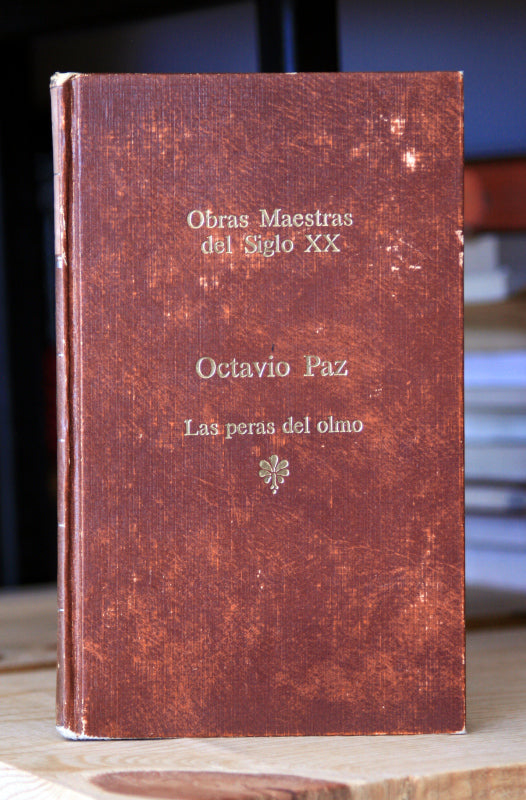 Obras Maestras
del Siglo XX
Octavio Paz
Las peras del olmo